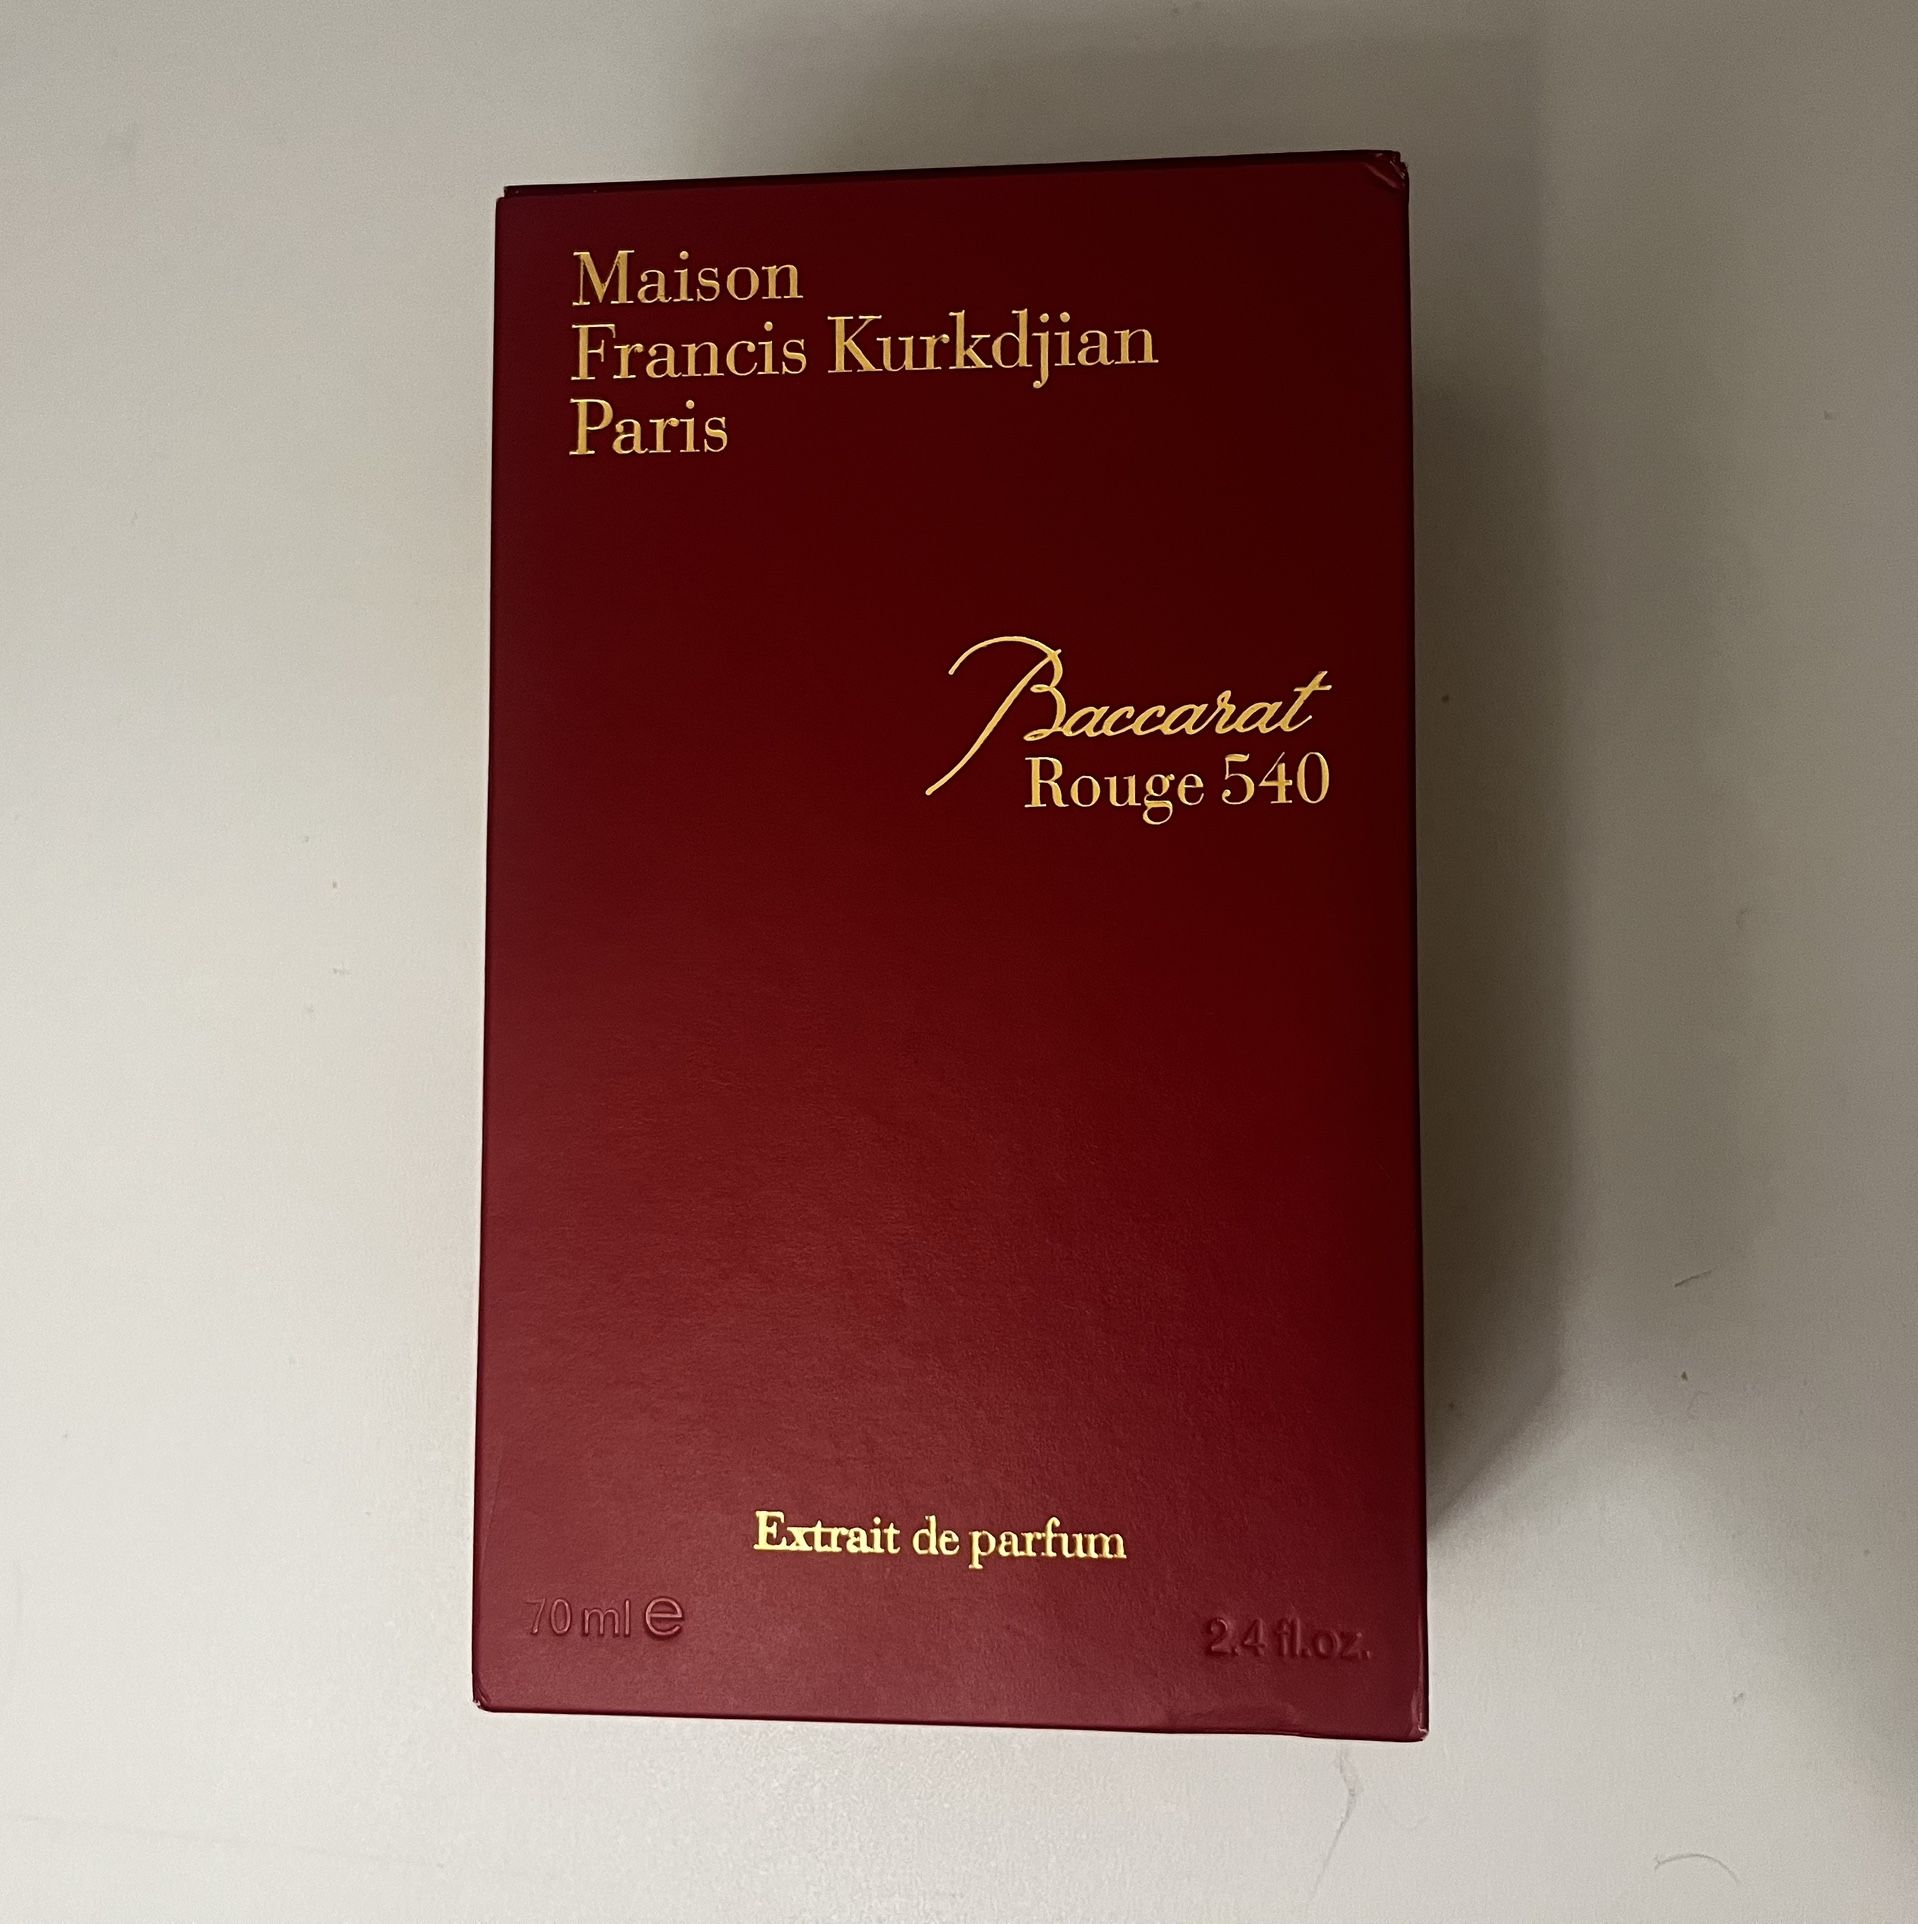 Maison
Francis Kurkdjian
Paris
Baccarat
Rouge 540
Extrait de parfum
70 ml ℮
2.4 fl.oz.